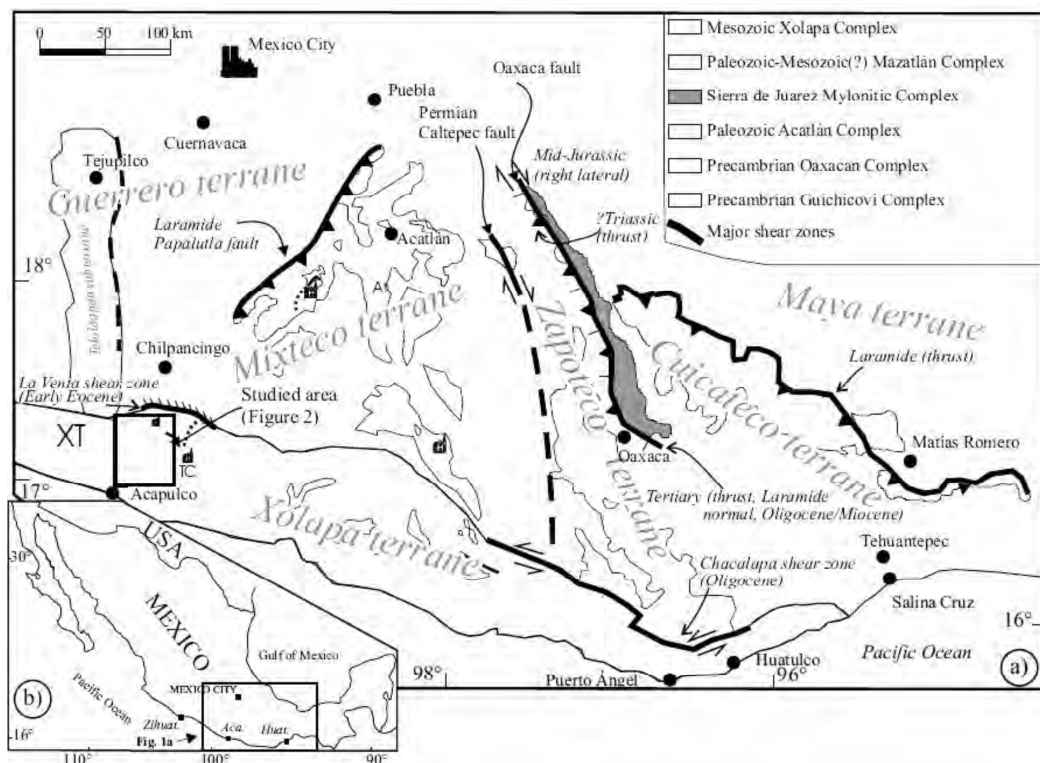 0 50 100 km
Mexico City
Mesozoic Xolapa Complex
Paleozoic-Mesozoic(?) Mazatlán Complex
Sierra de Juarez Mylonitic Complex
Paleozoic Acatlán Complex
Precambrian Oaxacan Complex
Precambrian Guichicovi Complex
Major shear zones
Oaxaca fault
Permian
Caltepec fault
Puebla
Cuernavaca
Tejupilco
Mid-Jurassic
(right lateral)
Guerrero terrane
Laramide
Papalutla fault
Acatlán
?Triassic
(thrust)
18°
At
Maya terrane
Mixteco terrane
Zapoteco
terrane
Cuicateco terrane
Laramide (thrust)
Chilpancingo
La Venta shear zone
(Early Eocene)
Studied area
(Figure 2)
XT
TC
Oaxaca
Matías Romero
17°
Acapulco
Tertiary (thrust, Laramide
normal, Oligocene/Miocene)
Xolapa terrane
Tehuantepec
Chacalapa shear zone
(Oligocene)
Salina Cruz
16°
Pacific Ocean
a)
Huatulco
98°
96°
Puerto Ángel
USA
30°
MEXICO
Gulf of Mexico
b)
Pacific Ocean
MEXICO CITY
Zihuat.
Aca.
Huat.
16°
Fig. 1a
110°
100°
90°